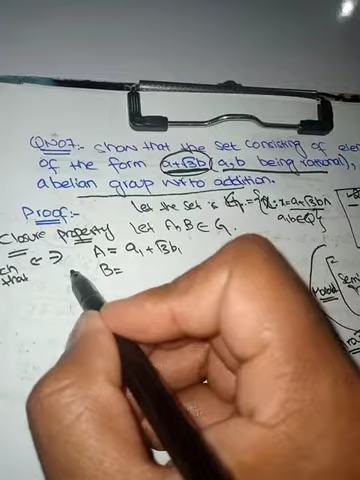 QNO7:- show that the set consisting of
of the form a+√3b (a,b being rational),
abelian group w.r.to addition.
Proof:- Let the set is G = {x: x=a+√3b ∧
a,b∈Q}
Closure property let A,B ∈ G.
A = a₁ + √3b₁
that
B=